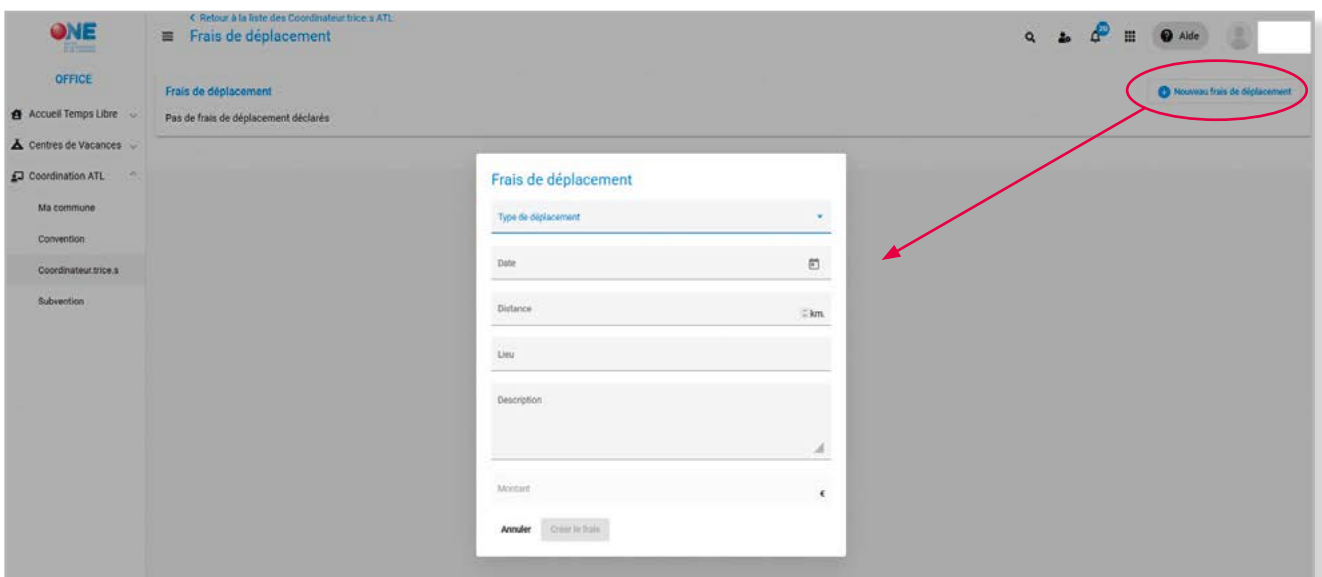 ONE
< Retour à la liste des Coordinateur.trice.s ATL
Frais de déplacement
20
Aide
OFFICE
Accueil Temps Libre
Centres de Vacances
Coordination ATL
Ma commune
Convention
Coordinateur.trice.s
Subvention
Frais de déplacement
Nouveau frais de déplacement
Pas de frais de déplacement déclarés
Frais de déplacement
Type de déplacement
Date
Distance
km.
Lieu
Description
Montant
€
Annuler
Créer le frais